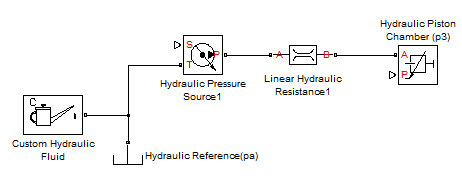 Hydraulic Piston
Chamber (p3)
S
P
T
A
B
A
P
Hydraulic Pressure
Source1
Linear Hydraulic
Resistance1
C
Custom Hydraulic
Fluid
Hydraulic Reference(pa)